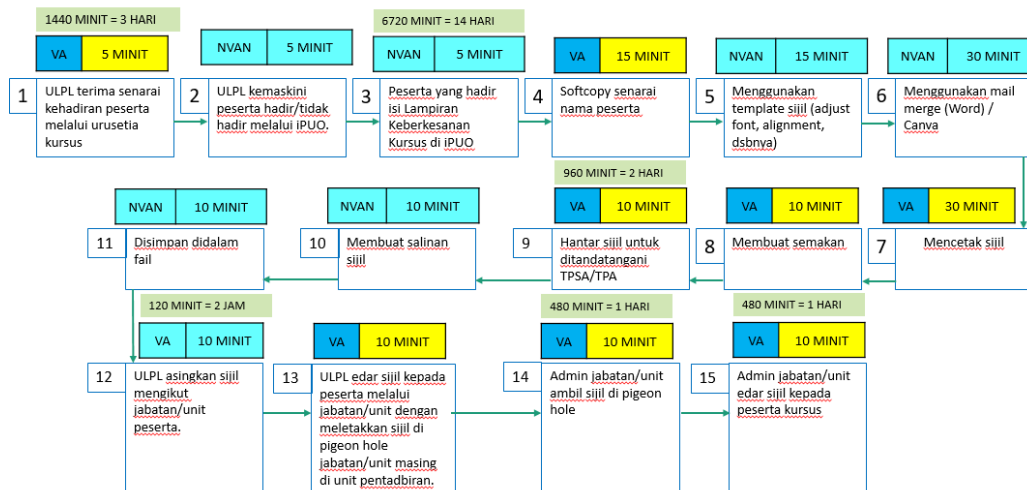 1440 MINIT = 3 HARI
6720 MINIT = 14 HARI
VA 5 MINIT
NVAN 5 MINIT
NVAN 5 MINIT
VA 15 MINIT
NVAN 15 MINIT
NVAN 30 MINIT
1
ULPL terima senarai
kehadiran peserta
melalui urusetia
kursus
2
ULPL kemaskini
peserta hadir/tidak
hadir melalui iPUO.
3
Peserta yang hadir
isi Lampiran
Keberkesanan
Kursus di iPUO
4
Softcopy senarai
nama peserta
5
Menggunakan
template sijil (adjust
font, alignment,
dsbnya)
6
Menggunakan mail
merge (Word) /
Canva
960 MINIT = 2 HARI
NVAN 10 MINIT
NVAN 10 MINIT
VA 10 MINIT
VA 10 MINIT
VA 30 MINIT
11
Disimpan didalam
fail
10
Membuat salinan
sijil
9
Hantar sijil untuk
ditandatangani
TPSA/TPA
8
Membuat semakan
7
Mencetak sijil
120 MINIT = 2 JAM
480 MINIT = 1 HARI
480 MINIT = 1 HARI
VA 10 MINIT
VA 10 MINIT
VA 10 MINIT
VA 10 MINIT
12
ULPL asingkan sijil
mengikut
jabatan/unit
peserta.
13
ULPL edar sijil kepada
peserta melalui
jabatan/unit dengan
meletakkan sijil di
pigeon hole
jabatan/unit masing
di unit pentadbiran.
14
Admin jabatan/unit
ambil sijil di pigeon
hole
15
Admin jabatan/unit
edar sijil kepada
peserta kursus